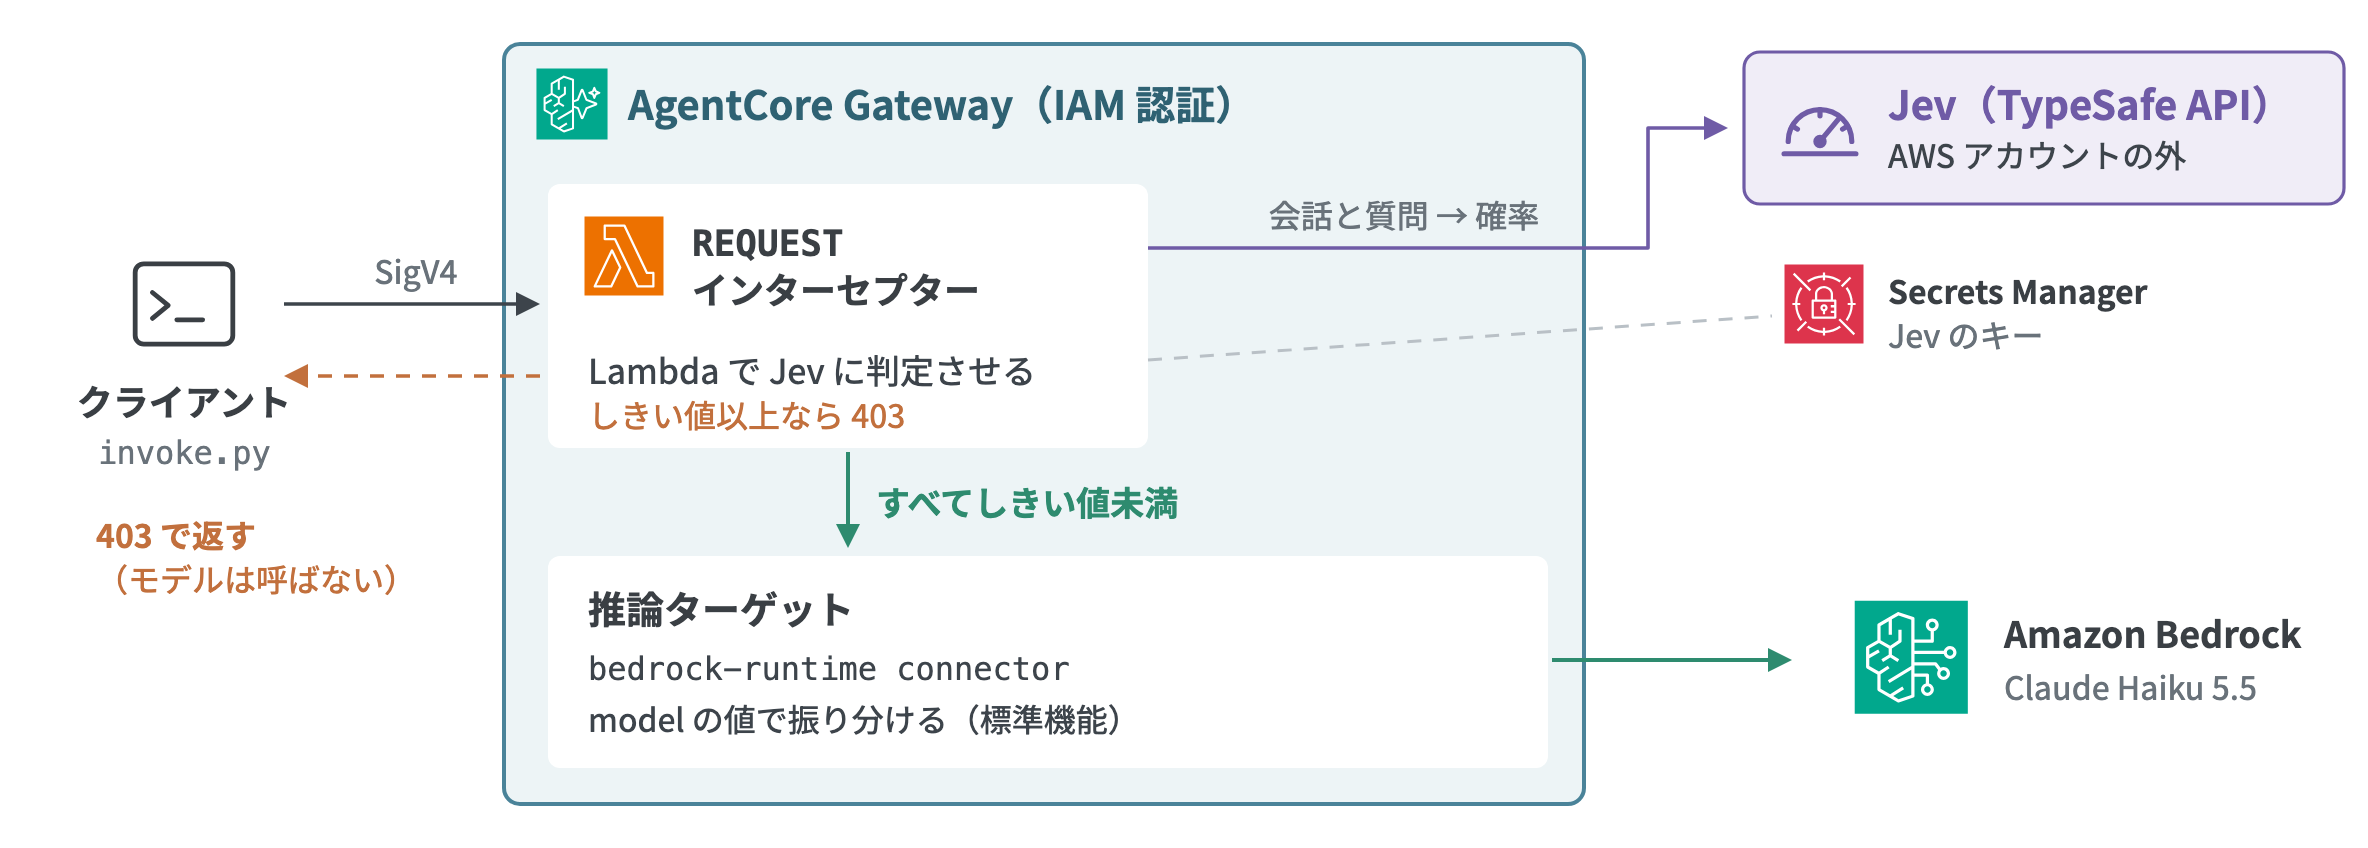 AgentCore Gateway（IAM 認証）
Jev（TypeSafe API）
AWS アカウントの外
会話と質問 → 確率
REQUEST
インターセプター
SigV4
Secrets Manager
Jev のキー
Lambda で Jev に判定させる
しきい値以上なら 403
クライアント
invoke.py
403 で返す
（モデルは呼ばない）
すべてしきい値未満
推論ターゲット
bedrock-runtime connector
model の値で振り分ける（標準機能）
Amazon Bedrock
Claude Haiku 5.5